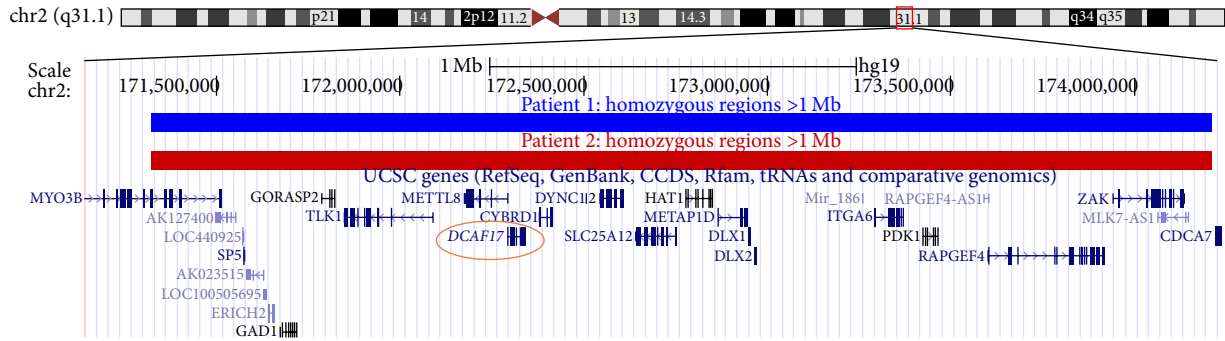 chr2 (q31.1) p21 14 2p12 11.2 13 14.3 31.1 q34 q35
Scale 1 Mb hg19
chr2: 171,500,000 172,000,000 172,500,000 173,000,000 173,500,000 174,000,000
Patient 1: homozygous regions >1 Mb
Patient 2: homozygous regions >1 Mb
UCSC genes (RefSeq, GenBank, CCDS, Rfam, tRNAs and comparative genomics)
MYO3B GORASP2 METTL8 DYNC1I2 HAT1 Mir_186 RAPGEF4-AS1 ZAK
AK127400 TLK1 CYBRD1 METAP1D ITGA6 MLK7-AS1
LOC440925 DCAF17 SLC25A12 DLX1 PDK1 CDCA7
SP5 DLX2 RAPGEF4
AK023515
LOC100505695
ERICH2
GAD1